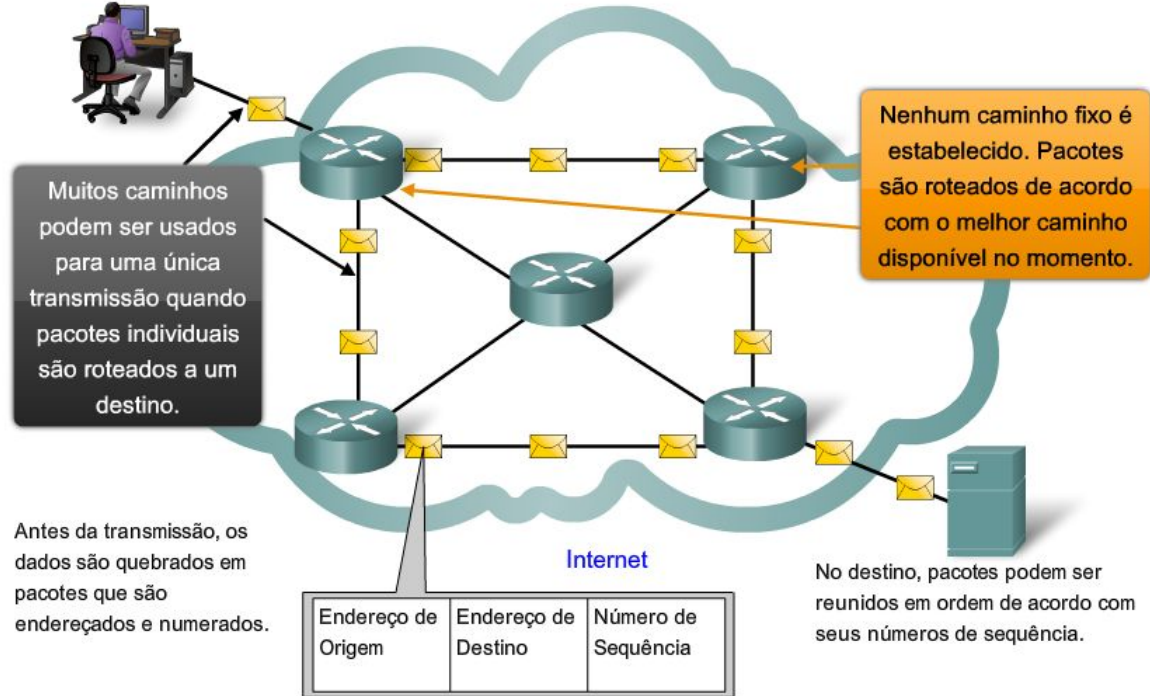 Muitos caminhos
podem ser usados
para uma única
transmissão quando
pacotes individuais
são roteados a um
destino.
Nenhum caminho fixo é
estabelecido. Pacotes
são roteados de acordo
com o melhor caminho
disponível no momento.
Antes da transmissão, os
dados são quebrados em
pacotes que são
endereçados e numerados.
Internet
Endereço de
Origem
Endereço de
Destino
Número de
Sequência
No destino, pacotes podem ser
reunidos em ordem de acordo com
seus números de sequência.